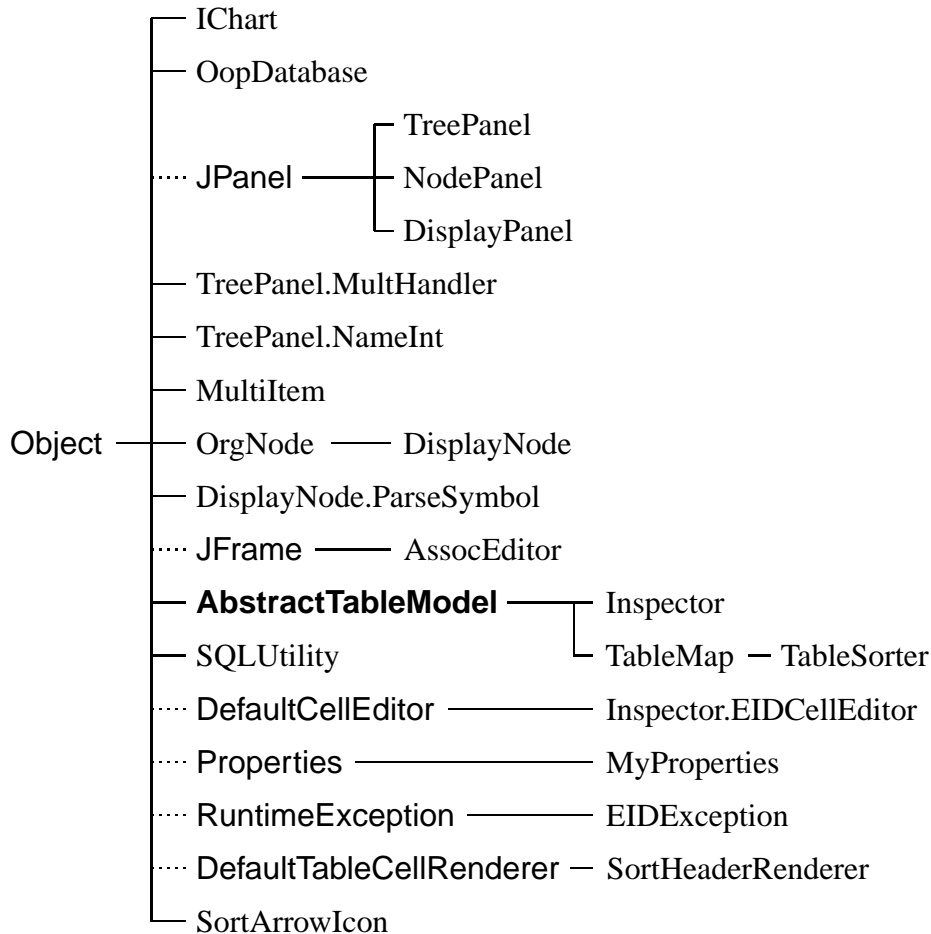 IChart
OopDatabase
TreePanel
JPanel NodePanel
DisplayPanel
TreePanel.MultHandler
TreePanel.NameInt
MultiItem
Object OrgNode DisplayNode
DisplayNode.ParseSymbol
JFrame AssocEditor
AbstractTableModel Inspector
SQLUtility TableMap TableSorter
DefaultCellEditor Inspector.EIDCellEditor
Properties MyProperties
RuntimeException EIDException
DefaultTableCellRenderer SortHeaderRenderer
SortArrowIcon